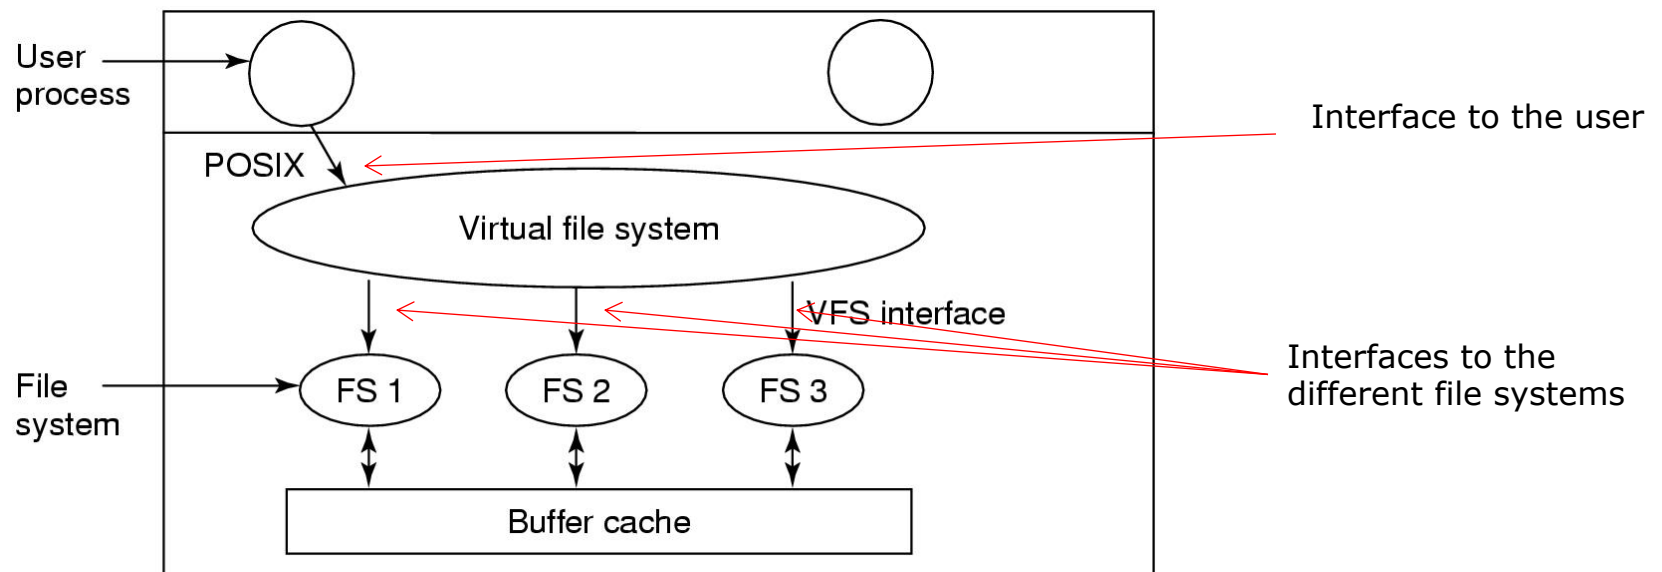 User
process
Interface to the user
POSIX
Virtual file system
VFS interface
Interfaces to the
different file systems
File
system
FS 1
FS 2
FS 3
Buffer cache